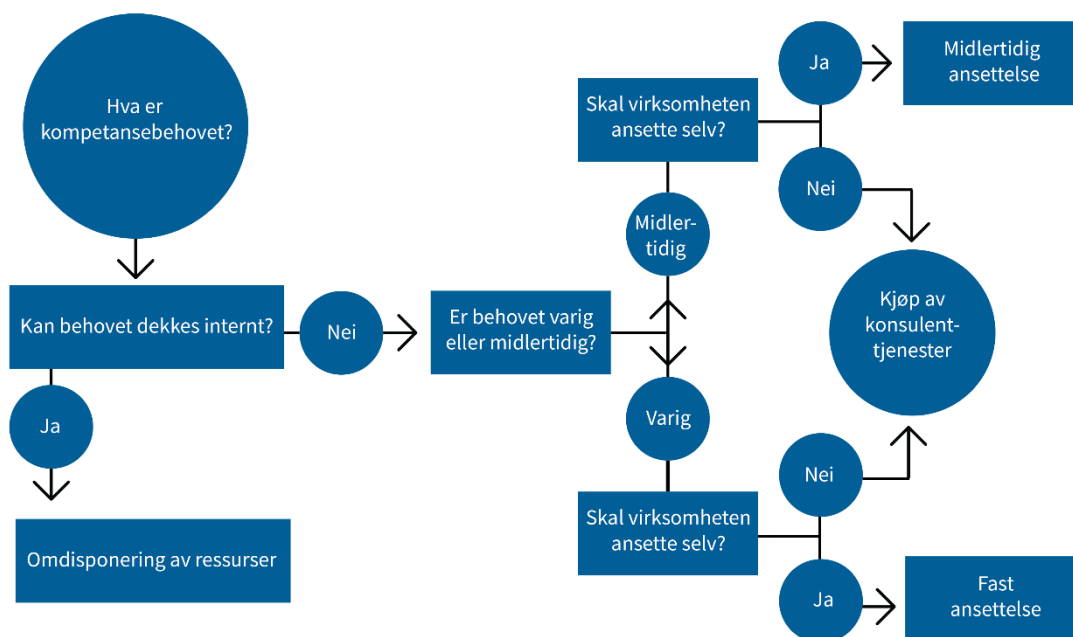 Hva er
kompetansebehovet?
Kan behovet dekkes internt?
Ja
Omdisponering av ressurser
Nei
Er behovet varig
eller midlertidig?
Midler-
tidig
Skal virksomheten
ansette selv?
Ja
Midlertidig
ansettelse
Nei
Kjøp av
konsulent-
tjenester
Varig
Skal virksomheten
ansette selv?
Nei
Ja
Fast
ansettelse